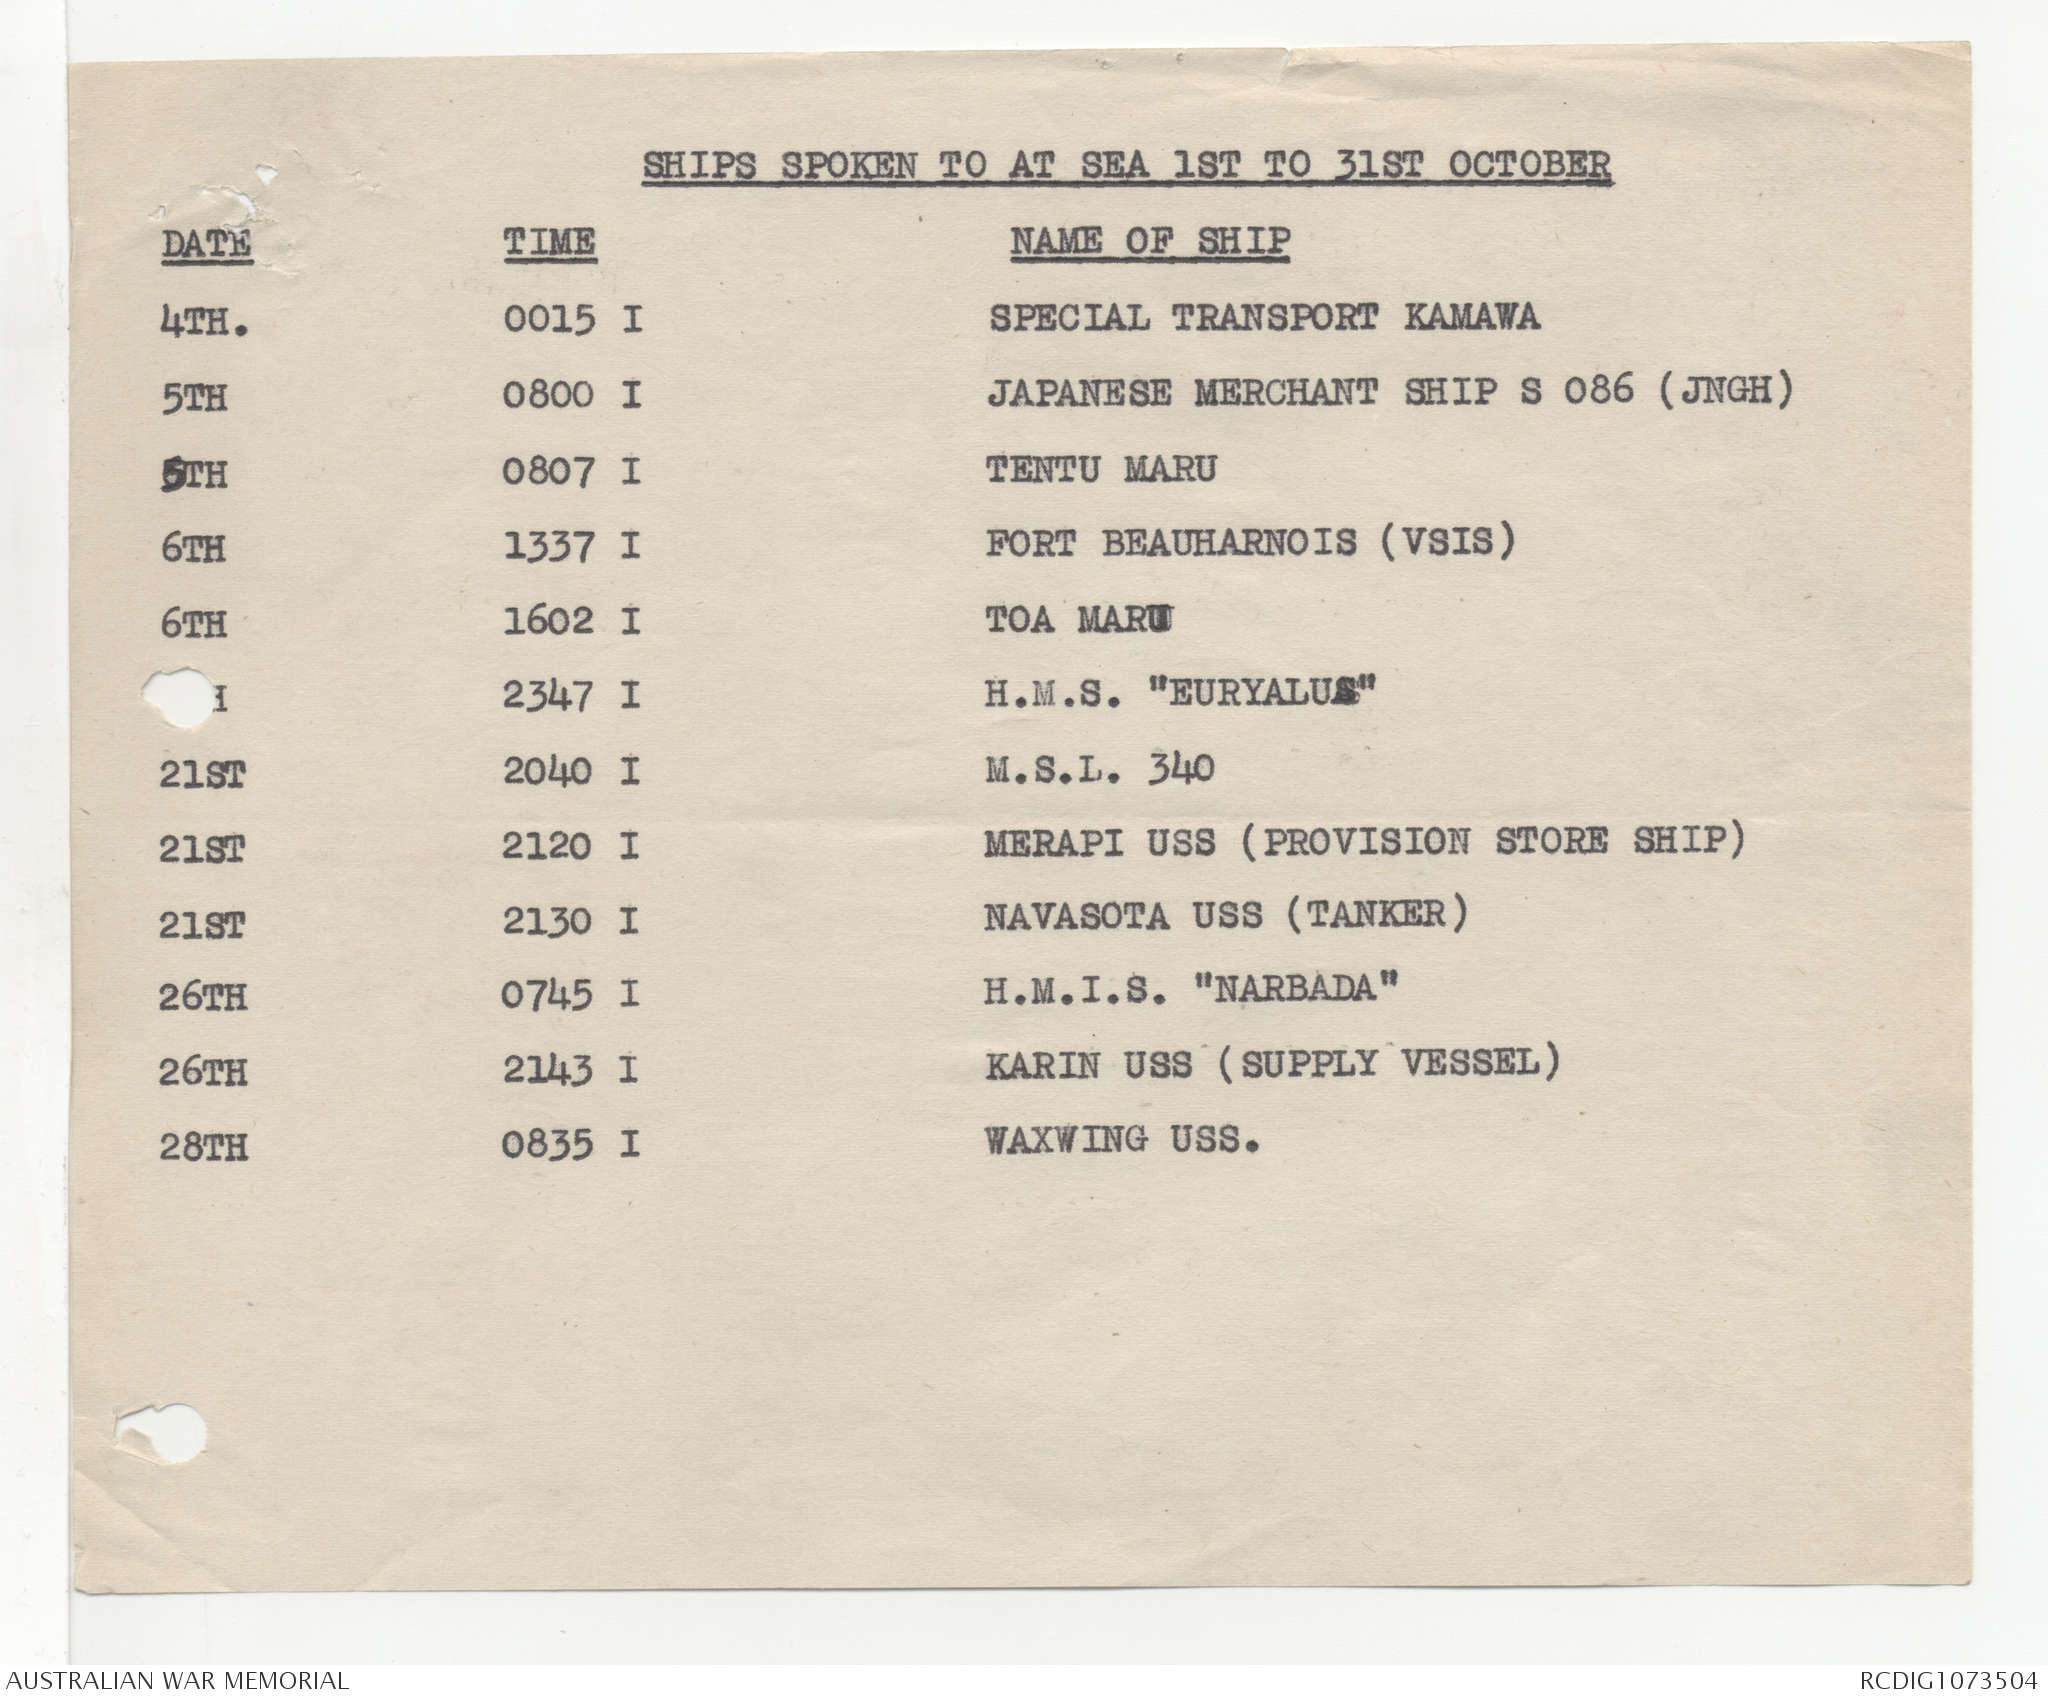 SHIPS SPOKEN TO AT SEA 1ST TO 31ST OCTOBER
DATE TIME NAME OF SHIP
4TH. 0015 I SPECIAL TRANSPORT KAMAWA
5TH 0800 I JAPANESE MERCHANT SHIP S 086 (JNGH)
5TH 0807 I TENTU MARU
6TH 1337 I FORT BEAUHARNOIS (VSIS)
6TH 1602 I TOA MARU
H 2347 I H.M.S. "EURYALUS"
21ST 2040 I M.S.L. 340
21ST 2120 I MERAPI USS (PROVISION STORE SHIP)
21ST 2130 I NAVASOTA USS (TANKER)
26TH 0745 I H.M.I.S. "NARBADA"
26TH 2143 I KARIN USS (SUPPLY VESSEL)
28TH 0835 I WAXWING USS.
AUSTRALIAN WAR MEMORIAL RCDIG1073504